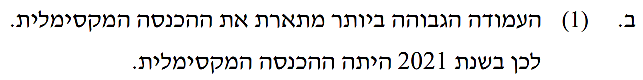 ב. (1) העמודה הגבוהה ביותר מתארת את ההכנסה המקסימלית.
לכן בשנת 2021 היתה ההכנסה המקסימלית.